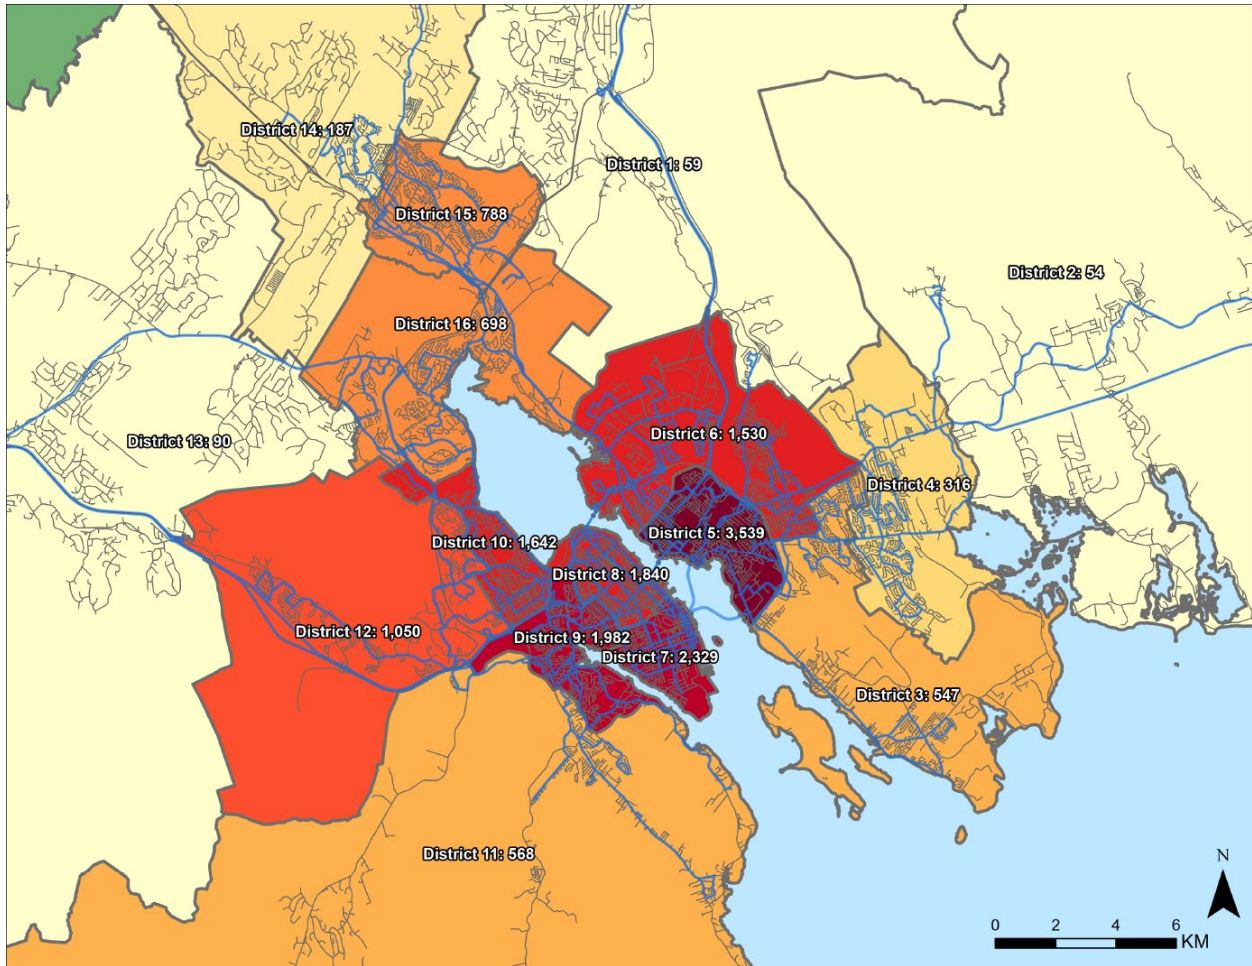 District 14: 187
District 1: 59
District 15: 788
District 2: 54
District 16: 698
District 13: 90
District 6: 1,530
District 4: 316
District 5: 3,539
District 10: 1,642
District 8: 1,840
District 12: 1,050
District 9: 1,982
District 7: 2,329
District 3: 547
District 11: 568
N
0 2 4 6
KM